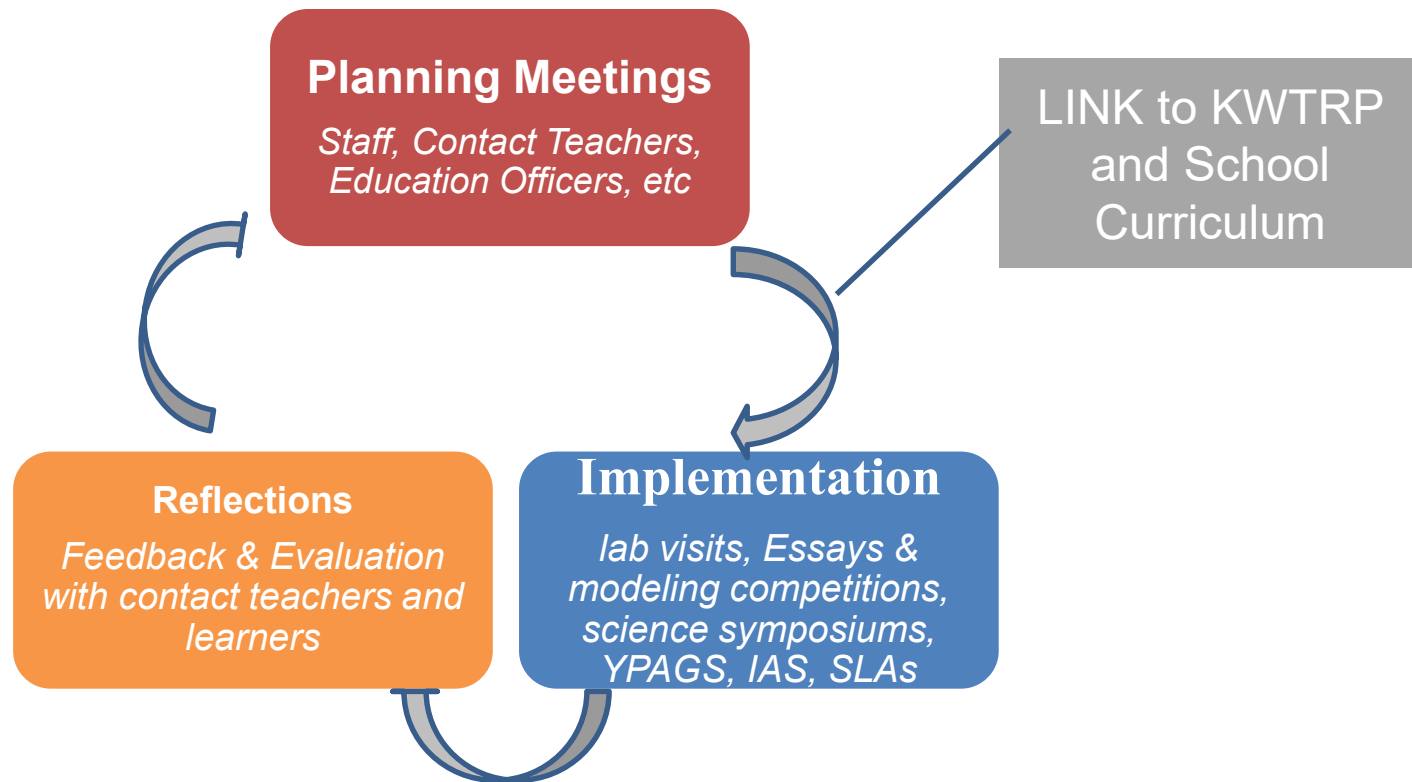 Planning Meetings
Staff, Contact Teachers,
Education Officers, etc
LINK to KWTRP
and School
Curriculum
Reflections
Feedback & Evaluation
with contact teachers and
learners
Implementation
lab visits, Essays &
modeling competitions,
science symposiums,
YPAGS, IAS, SLAs